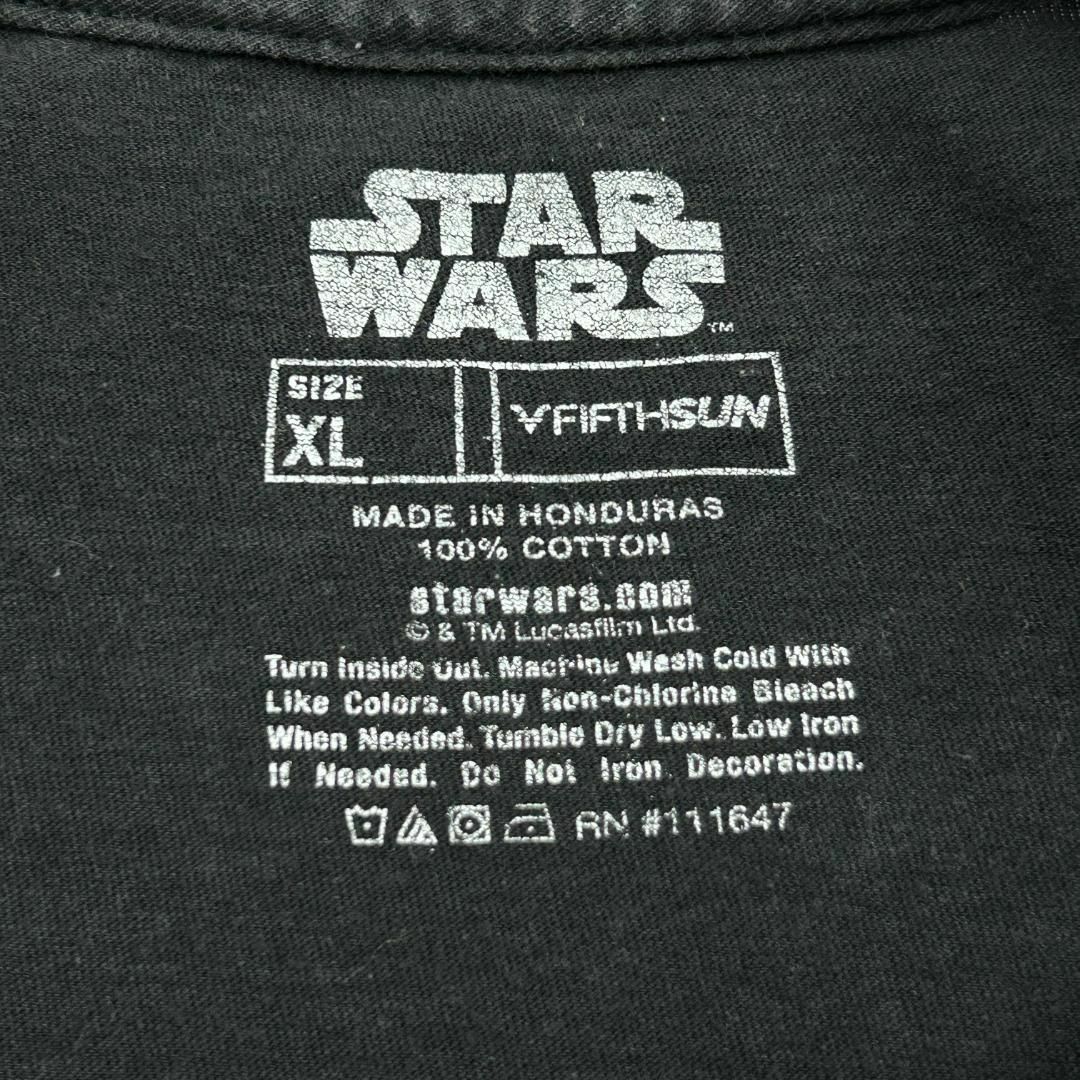 STAR
WARS™
SIZE
XL
FIFTHSUN
MADE IN HONDURAS
100% COTTON
starwars.com
© & TM Lucasfilm Ltd.
Turn Inside Out. Machine Wash Cold With
Like Colors. Only Non-Chlorine Bleach
When Needed. Tumble Dry Low. Low Iron
If Needed. Do Not Iron Decoration.
RN #111647